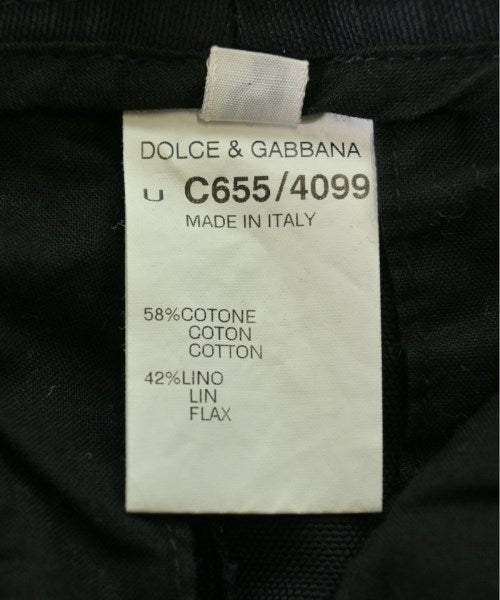 DOLCE & GABBANA
U C655/4099
MADE IN ITALY
58%COTONE
COTON
COTTON
42%LINO
LIN
FLAX